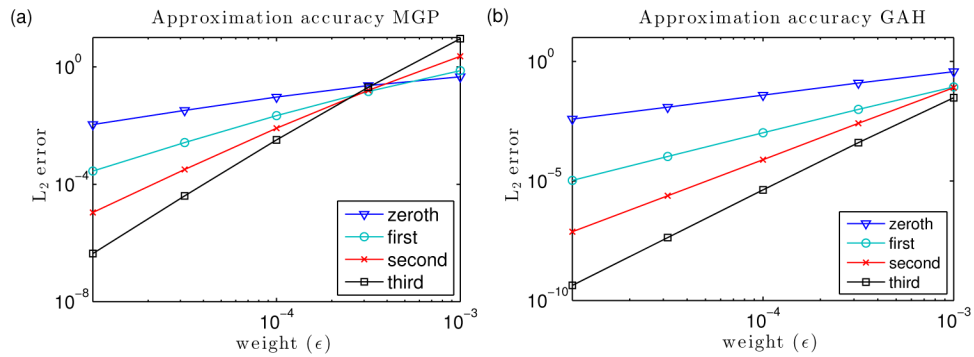 (a)
Approximation accuracy MGP
10^0
10^−4
10^−8
L_2 error
10^−4
10^−3
weight (ϵ)
zeroth
first
second
third
(b)
Approximation accuracy GAH
10^0
10^−5
10^−10
L_2 error
10^−4
10^−3
weight (ϵ)
zeroth
first
second
third